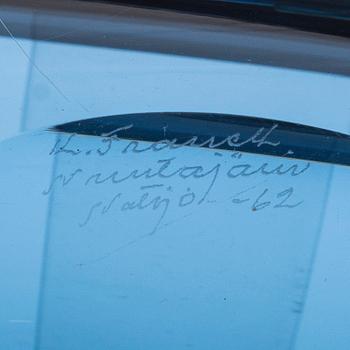 K. Franck
Nuutajärvi
Notsjö -62